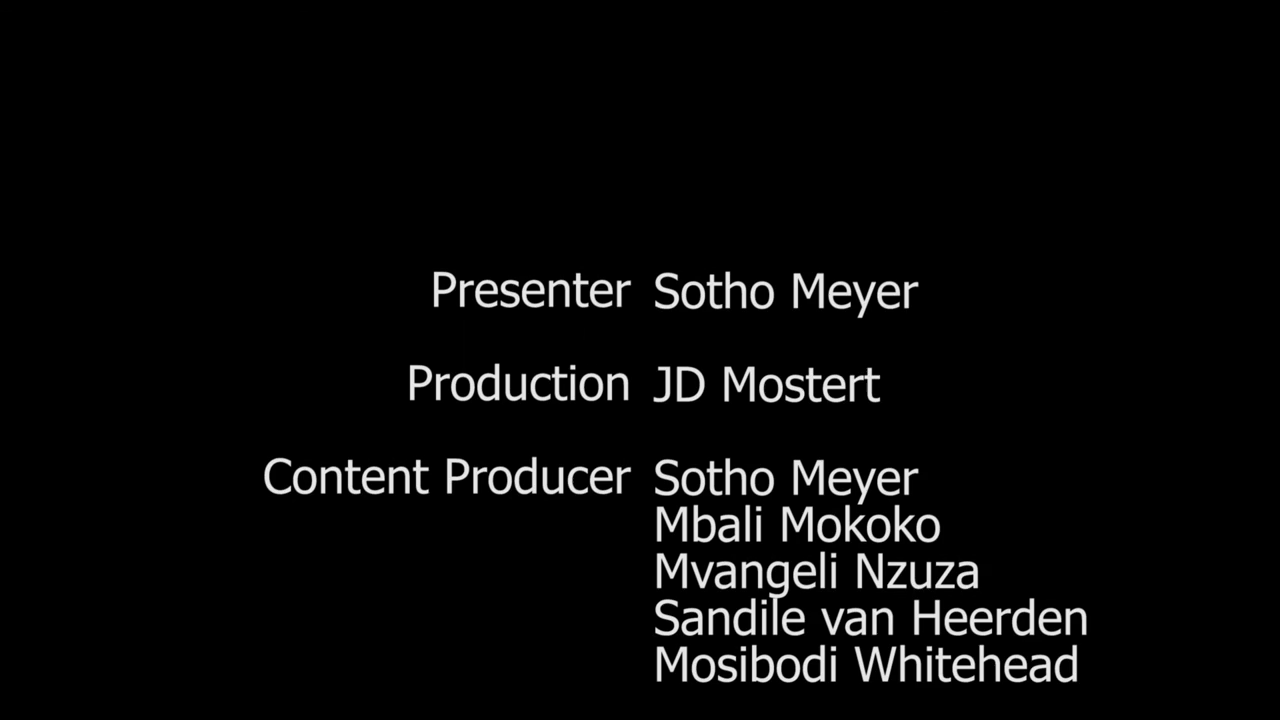 Presenter Sotho Meyer
Production JD Mostert
Content Producer Sotho Meyer
Mbali Mokoko
Mvangeli Nzuza
Sandile van Heerden
Mosibodi Whitehead